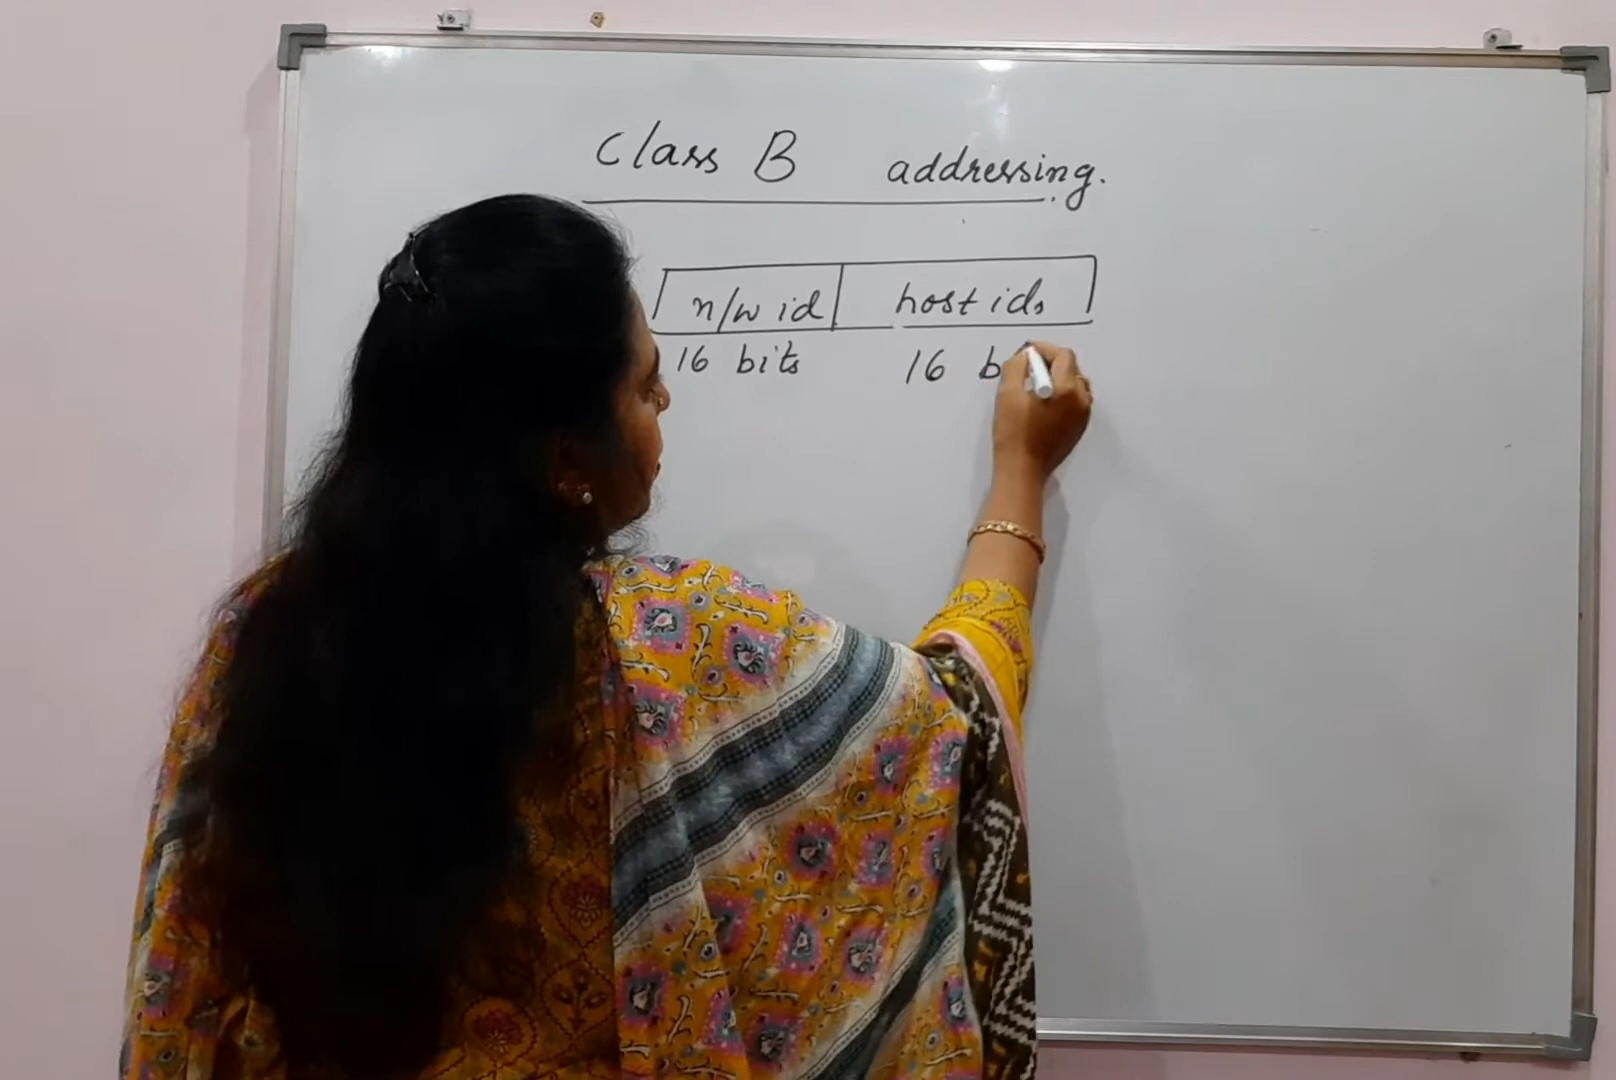 Class B addressing.
n/w id host ids
16 bits 16